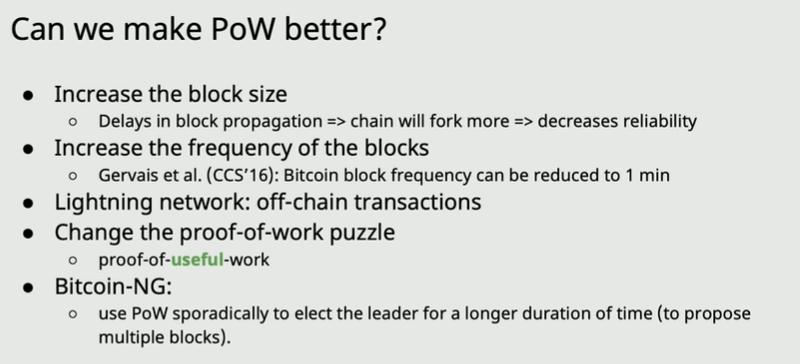 Can we make PoW better?
● Increase the block size
○ Delays in block propagation => chain will fork more => decreases reliability
● Increase the frequency of the blocks
○ Gervais et al. (CCS’16): Bitcoin block frequency can be reduced to 1 min
● Lightning network: off-chain transactions
● Change the proof-of-work puzzle
○ proof-of-useful-work
● Bitcoin-NG:
○ use PoW sporadically to elect the leader for a longer duration of time (to propose
multiple blocks).